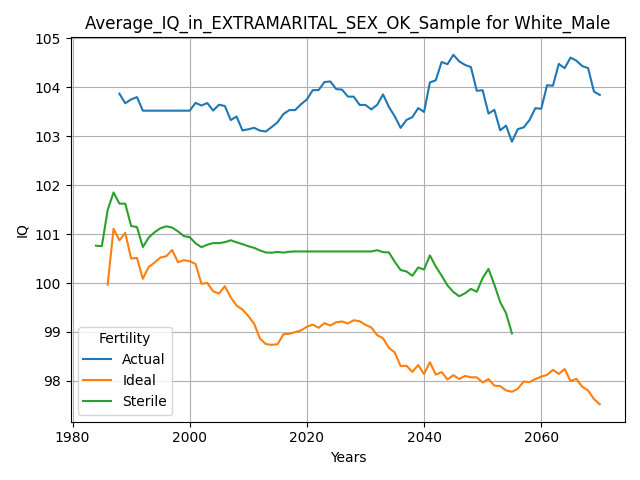 Average_IQ_in_EXTRAMARITAL_SEX_OK_Sample for White_Male
105
104
103
102
101
100
99
98
IQ
Fertility
Actual
Ideal
Sterile
1980
2000
2020
2040
2060
Years